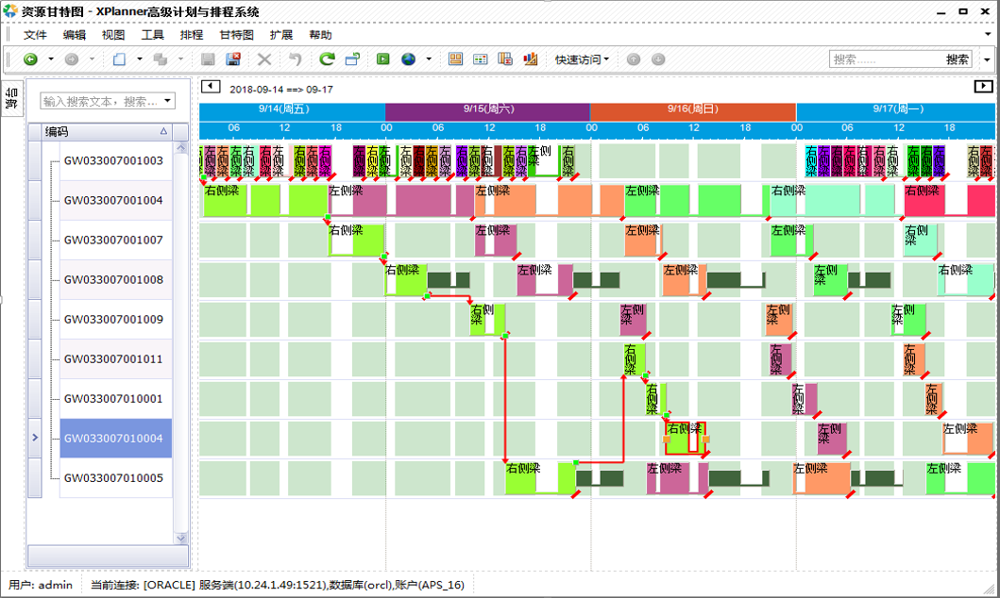 资源甘特图 - XPlanner高级计划与排程系统
文件 编辑 视图 工具 排程 甘特图 扩展 帮助
快速访问 搜索...... 搜索
输入搜索文本，搜索...
2018-09-14 ==> 09-17
9/14(周五) 9/15(周六) 9/16(周日) 9/17(周一)
06 12 18 00 06 12 18 00 06 12 18 00 06 12 18
编码
GW033007001003
GW033007001004 右侧梁 左侧梁 右侧梁 左侧梁 右侧梁 右侧梁
GW033007001007 右侧梁 左侧梁 左侧梁 左侧梁 右侧梁
GW033007001008 右侧梁 左侧梁 左侧梁 左侧梁 右侧梁
GW033007001009 右侧梁 左侧梁 左侧梁 左侧梁
GW033007001011 右侧梁 左侧梁 左侧梁
GW033007010001 右侧梁 左侧梁 左侧梁
GW033007010004 右侧梁 左侧梁 左侧梁
GW033007010005 右侧梁 左侧梁 左侧梁 左侧梁
用户: admin 当前连接: [ORACLE] 服务端(10.24.1.49:1521),数据库(orcl),账户(APS_16)